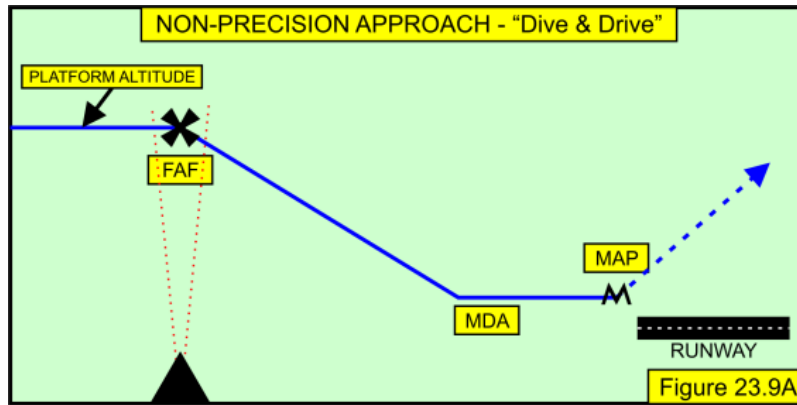 NON-PRECISION APPROACH - “Dive & Drive”
PLATFORM ALTITUDE
FAF
MAP
MDA
RUNWAY
Figure 23.9A